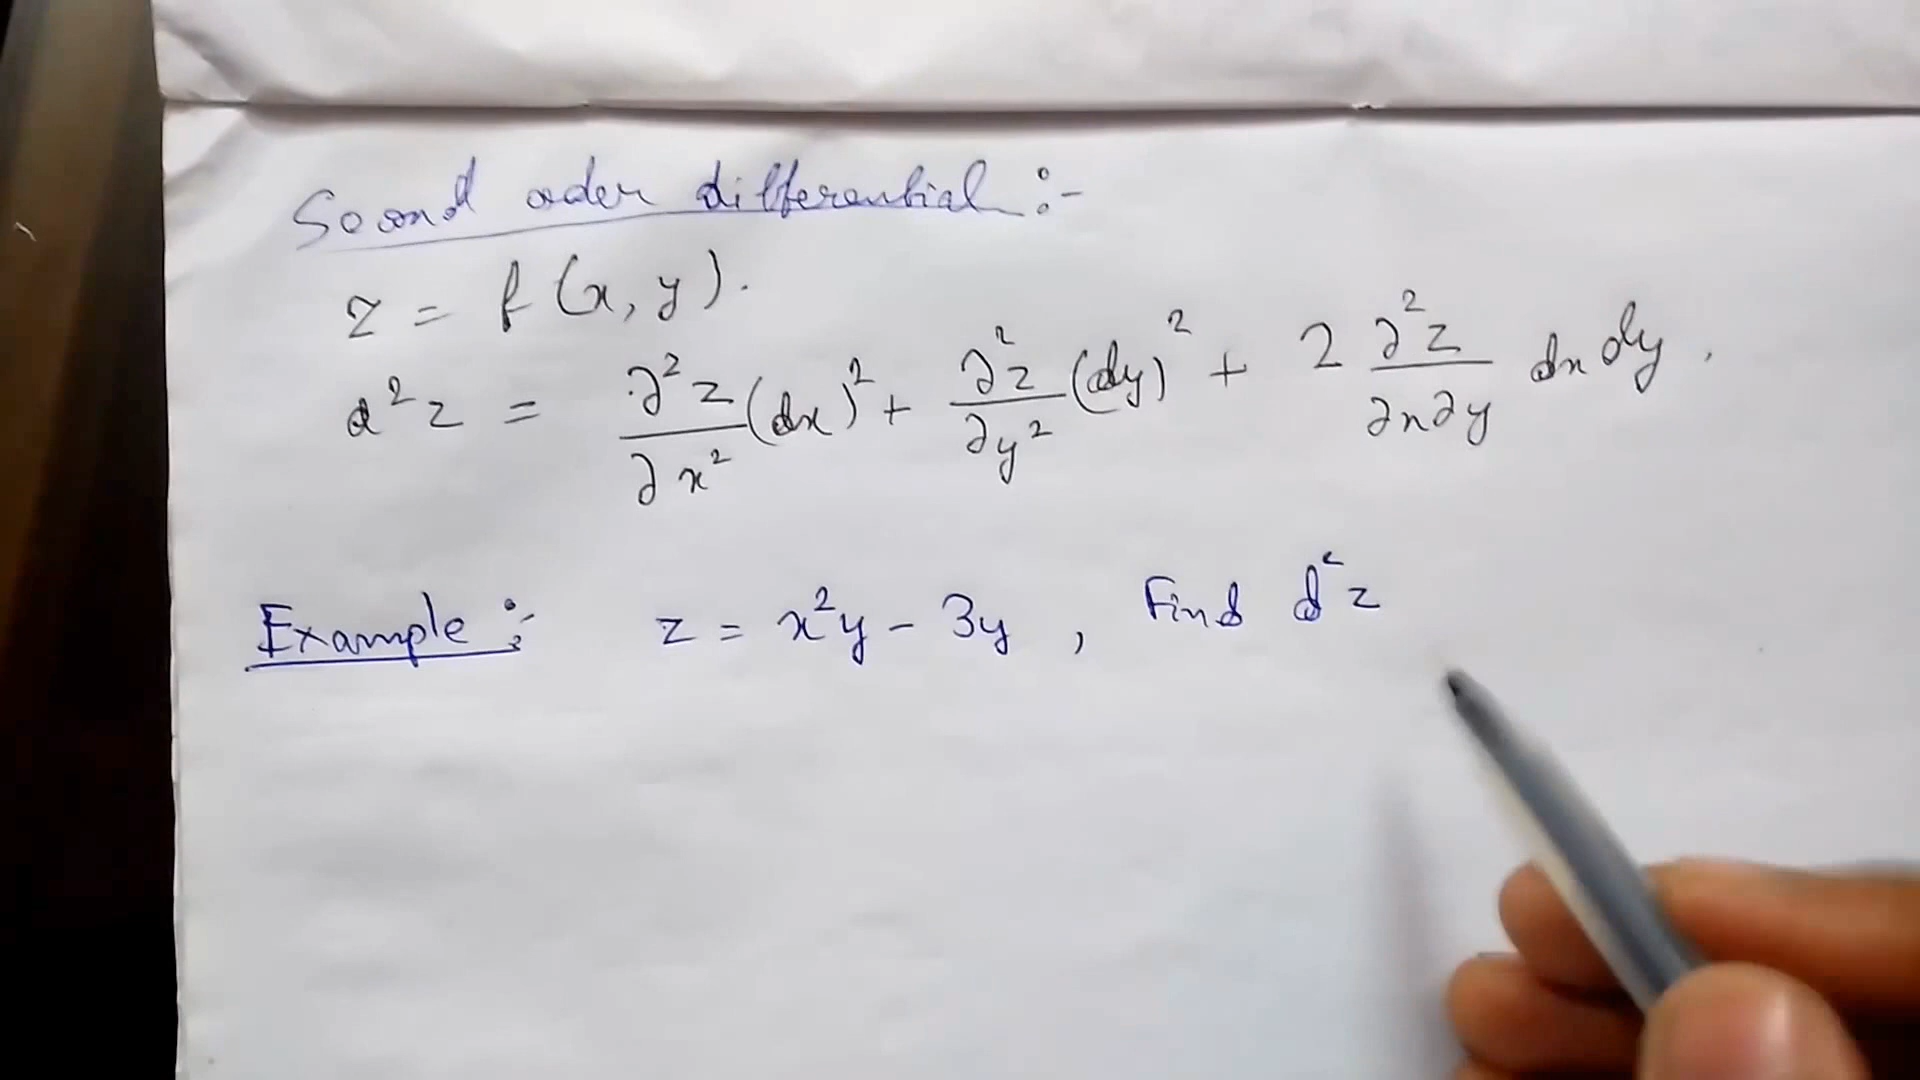 Second order differential :-
z = f(x, y).
d²z = ∂²z/∂x² (dx)² + ∂²z/∂y² (dy)² + 2 ∂²z/∂x∂y dx dy .
Example :- z = x²y - 3y , Find d²z